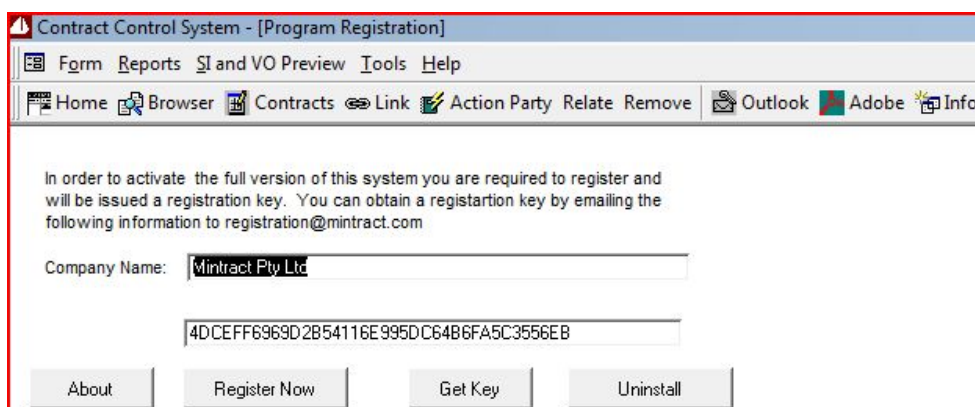 Contract Control System - [Program Registration]
Form Reports SI and VO Preview Tools Help
Home Browser Contracts Link Action Party Relate Remove Outlook Adobe Info
In order to activate the full version of this system you are required to register and
will be issued a registration key. You can obtain a registartion key by emailing the
following information to registration@mintract.com
Company Name: Mintract Pty Ltd
4DCEFF6969D2B54116E995DC64B6FA5C3556EB
About Register Now Get Key Uninstall